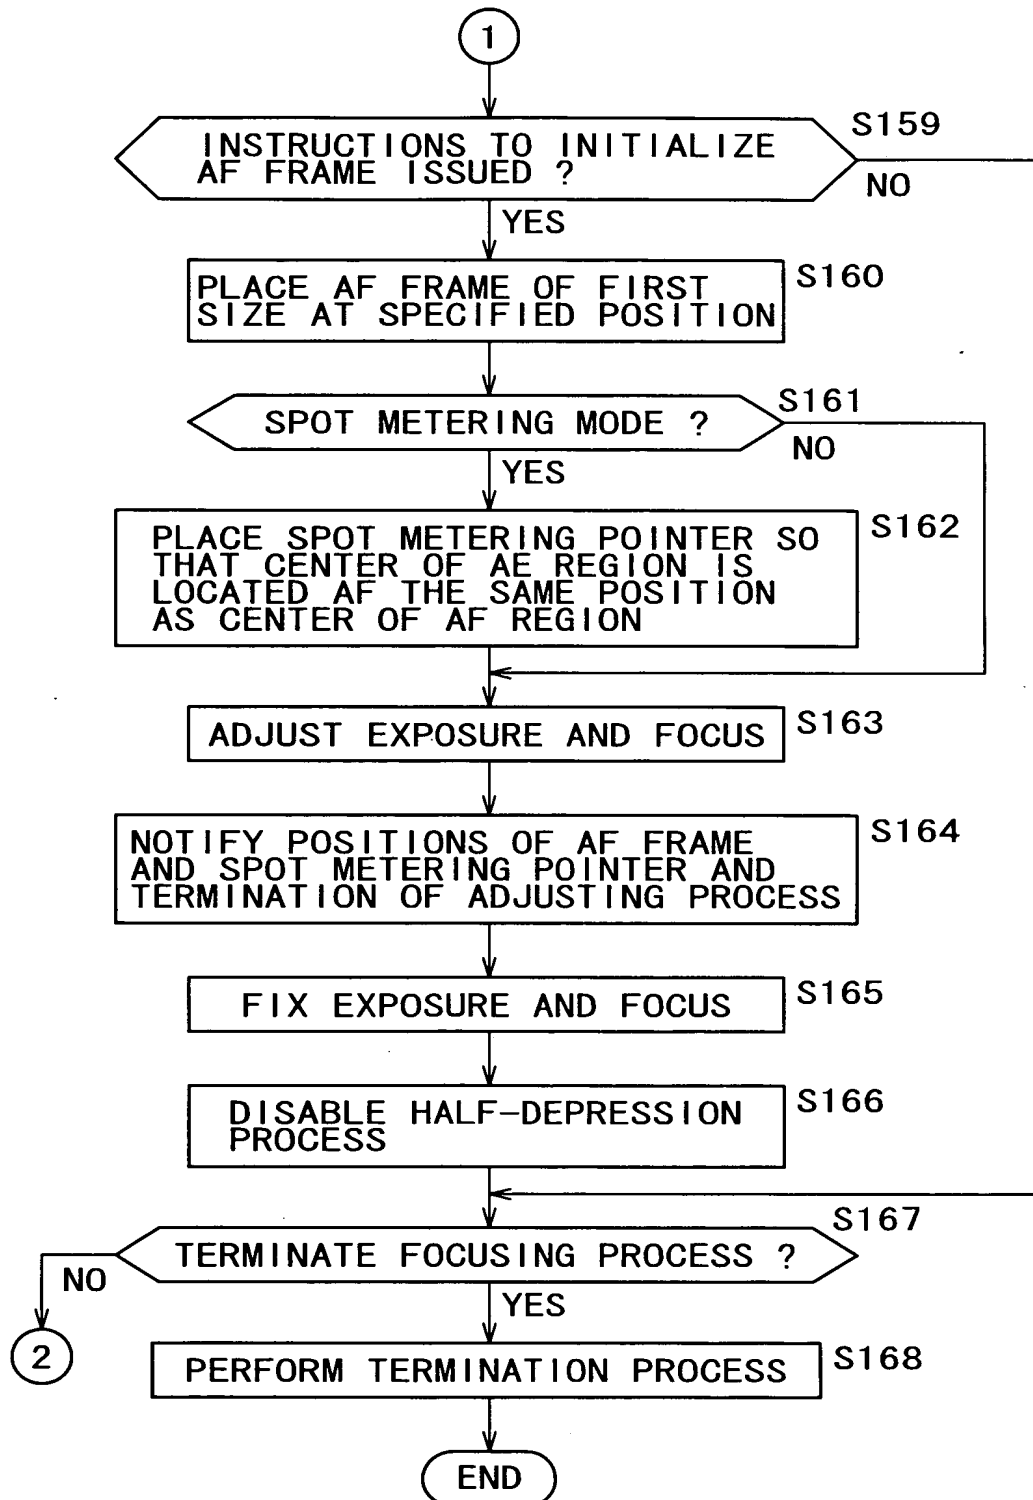 1
S159
INSTRUCTIONS TO INITIALIZE
AF FRAME ISSUED ?
NO
YES
S160
PLACE AF FRAME OF FIRST
SIZE AT SPECIFIED POSITION
S161
SPOT METERING MODE ?
NO
YES
S162
PLACE SPOT METERING POINTER SO
THAT CENTER OF AE REGION IS
LOCATED AF THE SAME POSITION
AS CENTER OF AF REGION
S163
ADJUST EXPOSURE AND FOCUS
S164
NOTIFY POSITIONS OF AF FRAME
AND SPOT METERING POINTER AND
TERMINATION OF ADJUSTING PROCESS
S165
FIX EXPOSURE AND FOCUS
S166
DISABLE HALF-DEPRESSION
PROCESS
S167
TERMINATE FOCUSING PROCESS ?
NO
YES
2
S168
PERFORM TERMINATION PROCESS
END